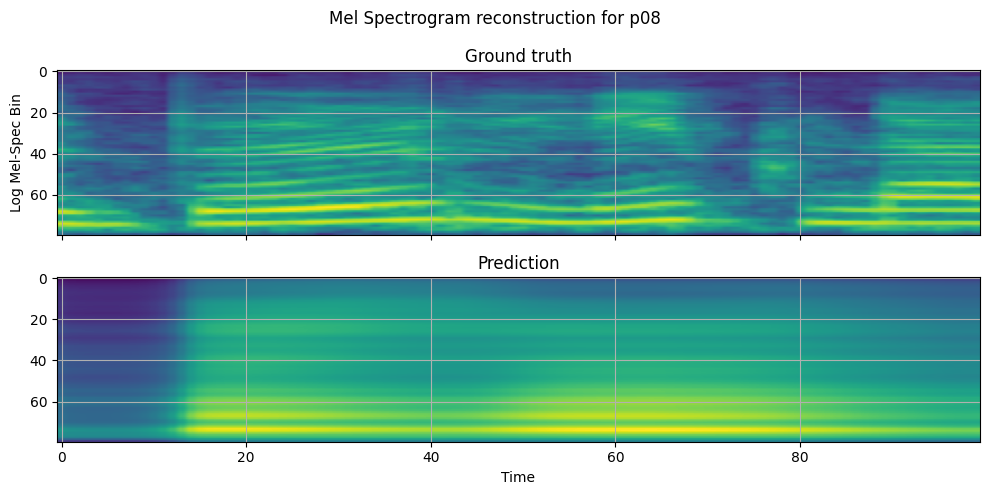 Mel Spectrogram reconstruction for p08
Ground truth
0
20
40
60
Log Mel-Spec Bin
Prediction
0
20
40
60
0 20 40 60 80
Time